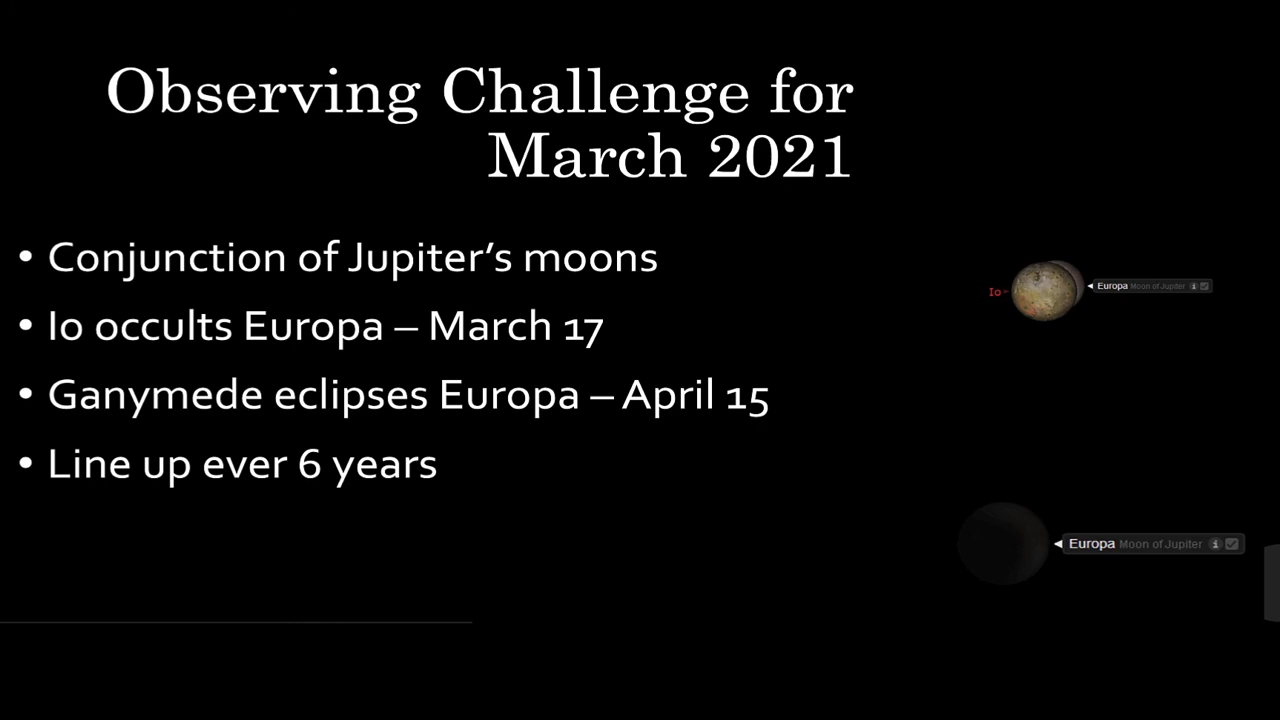 Observing Challenge for
March 2021
• Conjunction of Jupiter’s moons
• Io occults Europa – March 17
• Ganymede eclipses Europa – April 15
• Line up ever 6 years
Io
Europa Moon of Jupiter i
Europa Moon of Jupiter i